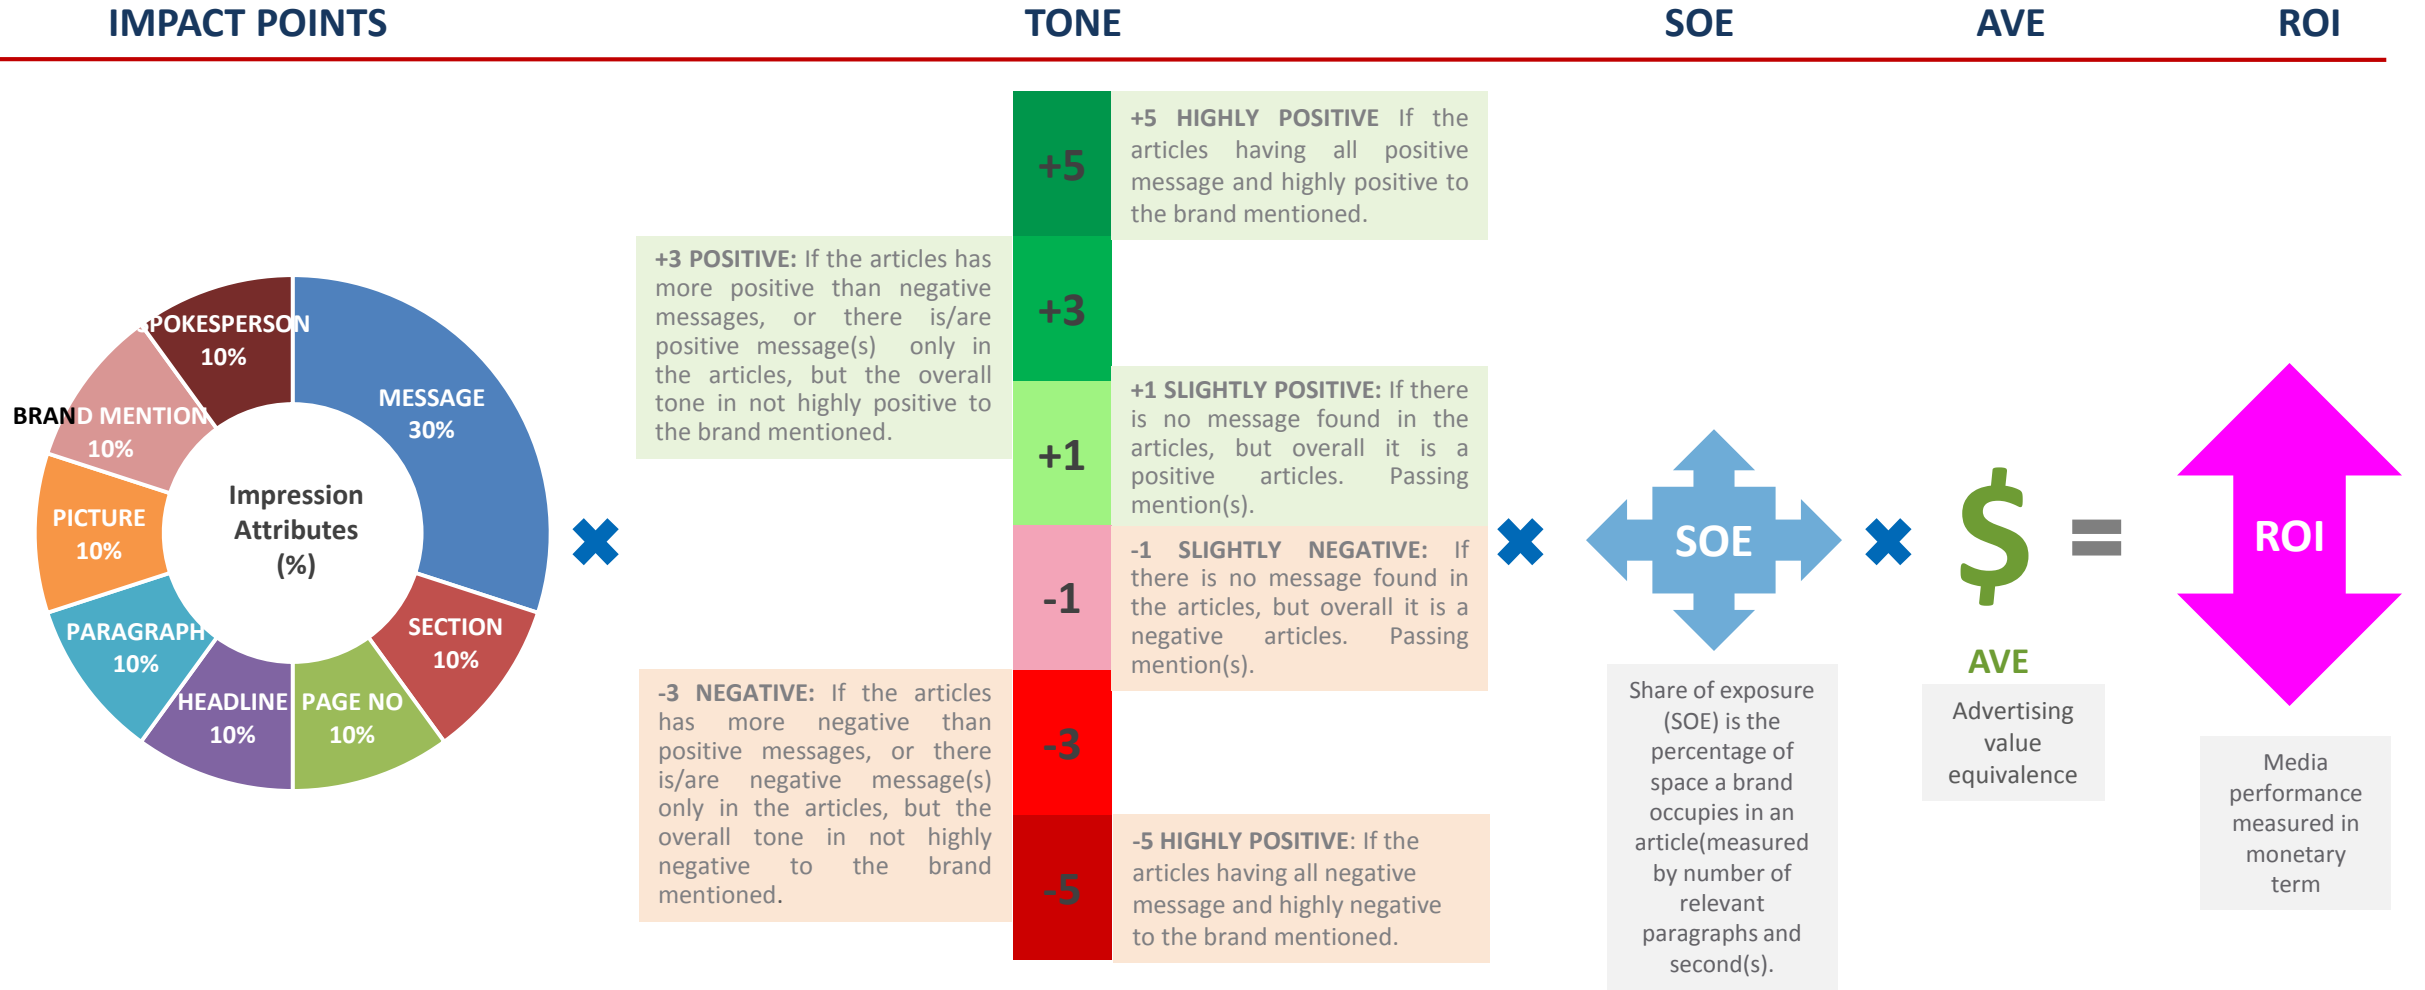 IMPACT POINTS
TONE
SOE
AVE
ROI
SPOKESPERSON
10%
MESSAGE
30%
BRAND MENTION
10%
PICTURE
10%
PARAGRAPH
10%
HEADLINE
10%
PAGE NO
10%
SECTION
10%
Impression
Attributes
(%)
+3 POSITIVE: If the articles has
more positive than negative
messages, or there is/are
positive message(s) only in
the articles, but the overall
tone in not highly positive to
the brand mentioned.
-3 NEGATIVE: If the articles
has more negative than
positive messages, or there
is/are negative message(s)
only in the articles, but the
overall tone in not highly
negative to the brand
mentioned.
+5
+3
+1
-1
-3
-5
+5 HIGHLY POSITIVE If the
articles having all positive
message and highly positive to
the brand mentioned.
+1 SLIGHTLY POSITIVE: If there
is no message found in the
articles, but overall it is a
positive articles. Passing
mention(s).
-1 SLIGHTLY NEGATIVE: If
there is no message found in
the articles, but overall it is a
negative articles. Passing
mention(s).
-5 HIGHLY POSITIVE: If the
articles having all negative
message and highly negative
to the brand mentioned.
SOE
Share of exposure
(SOE) is the
percentage of
space a brand
occupies in an
article(measured
by number of
relevant
paragraphs and
second(s).
$
AVE
Advertising
value
equivalence
=
ROI
Media
performance
measured in
monetary
term